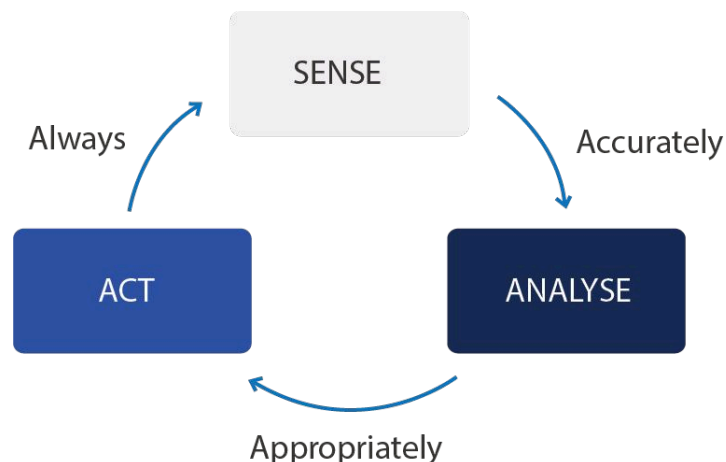 SENSE
Always
Accurately
ACT
ANALYSE
Appropriately